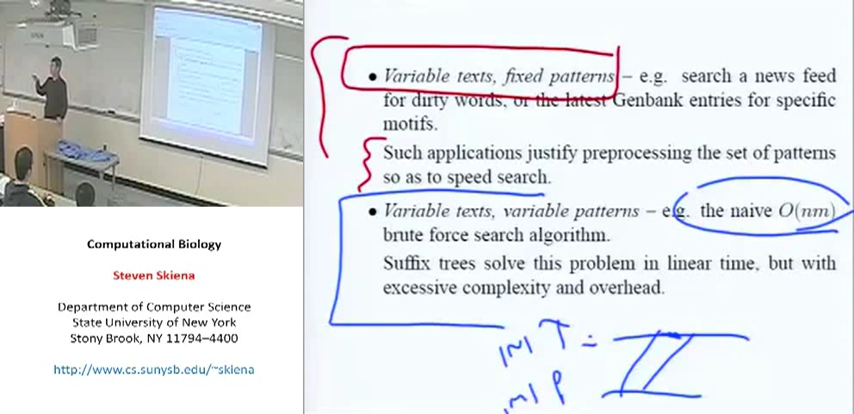 Computational Biology
Steven Skiena
Department of Computer Science
State University of New York
Stony Brook, NY 11794–4400
http://www.cs.sunysb.edu/~skiena
• Variable texts, fixed patterns – e.g. search a news feed
for dirty words, or the latest Genbank entries for specific
motifs.
Such applications justify preprocessing the set of patterns
so as to speed search.
• Variable texts, variable patterns – e.g. the naive O(nm)
brute force search algorithm.
Suffix trees solve this problem in linear time, but with
excessive complexity and overhead.